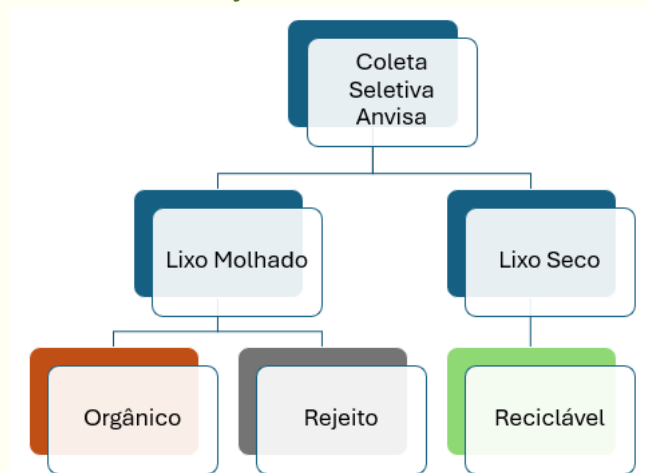 Coleta
Seletiva
Anvisa
Lixo Molhado
Lixo Seco
Orgânico
Rejeito
Reciclável